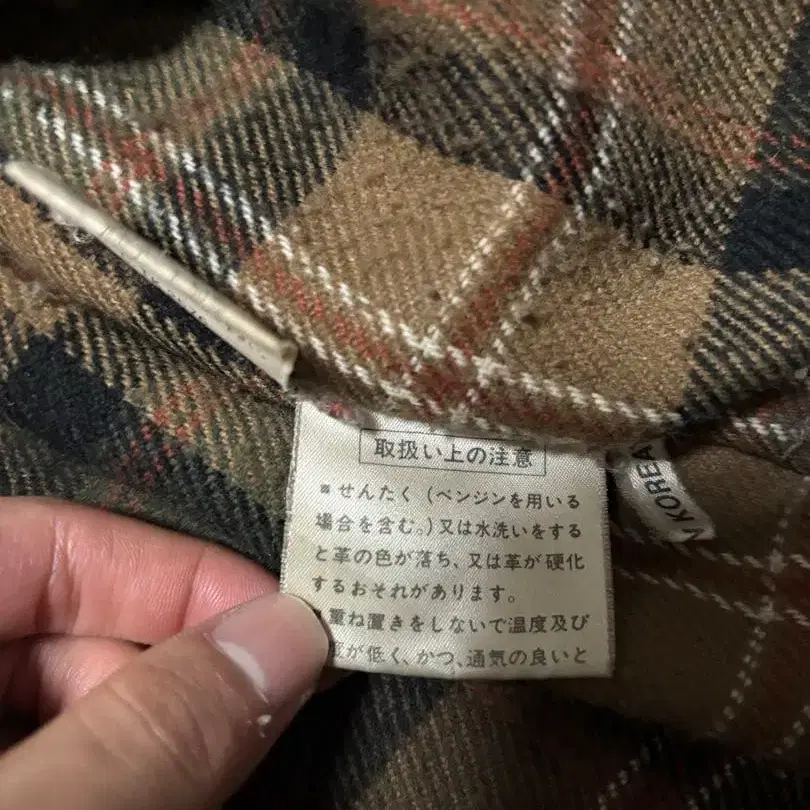 取扱い上の注意
■せんたく(ベンジンを用いる
場合を含む。)又は水洗いをする
と革の色が落ち、又は革が硬化
するおそれがあります。
重ね置きをしないで温度及び
が低く、かつ、通気の良いと
KOREA